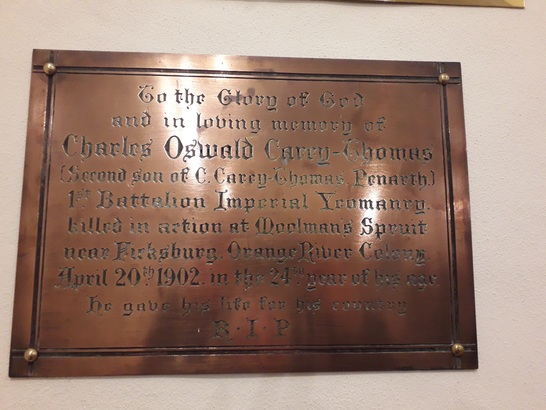 To the Glory of God
and in loving memory of
Charles Oswald Carey-Thomas
(Second son of C. Carey-Thomas, Penarth.)
1st Battalion Imperial Yeomanry.
killed in action at Moolman's Spruit
near Ficksburg. Orange River Colony
April 20th 1902. in the 24th year of his age.
he gave his life for his country
R·I·P